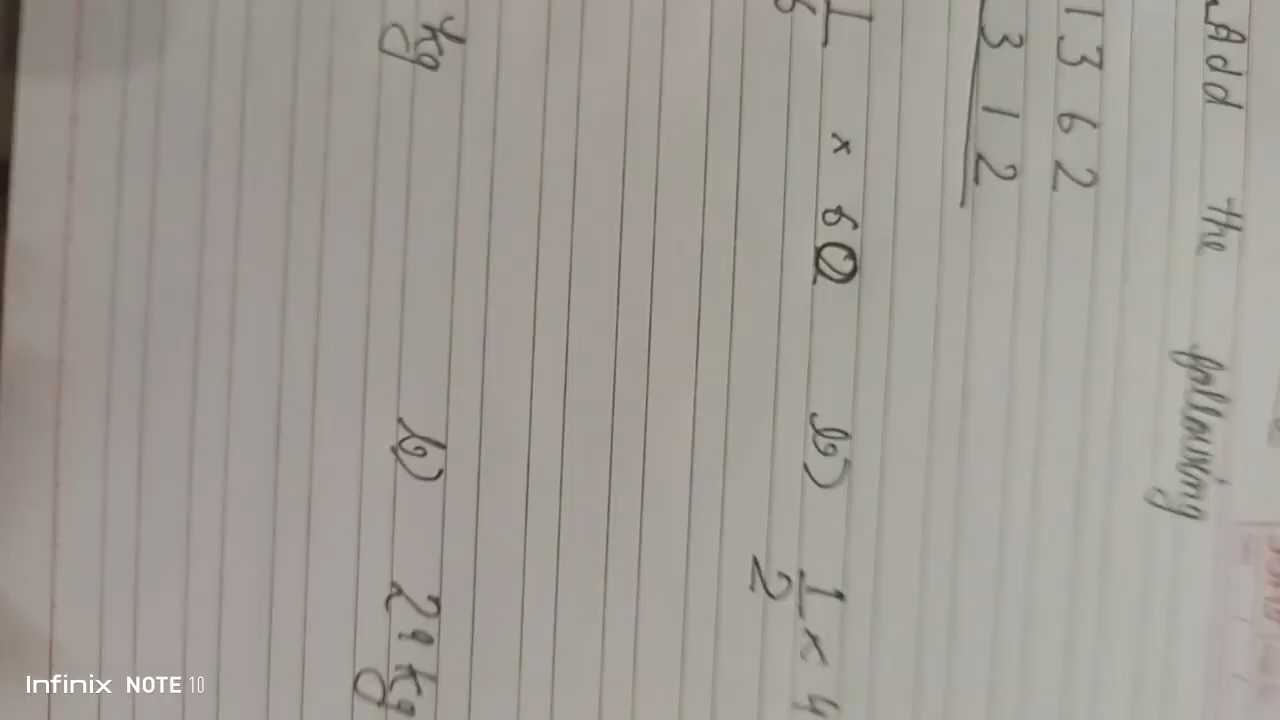 Add the following
1362
312
1 × 60 b) 1/2 × 4
kg b) 29 kg
Infinix NOTE 10